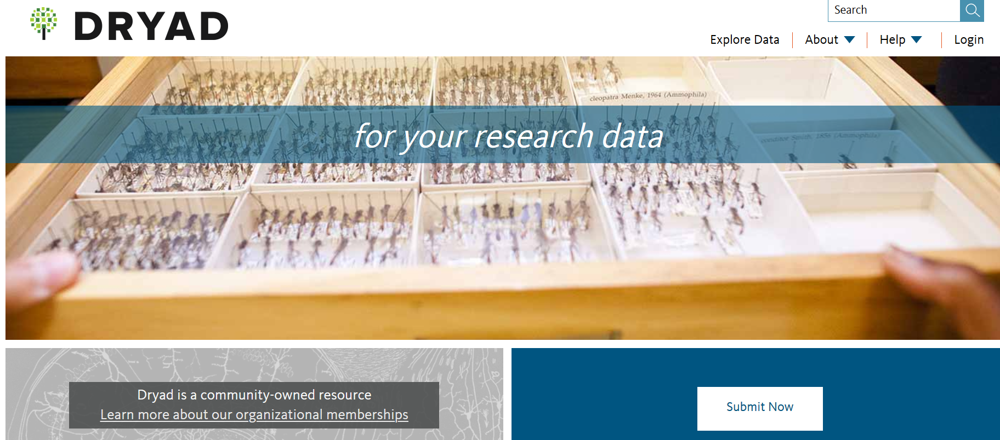 DRYAD
Search
Explore Data
About
Help
Login
cleopatra Menke, 1964 (Ammophila)
for your research data
conditor Smith, 1856 (Ammophila)
Dryad is a community-owned resource
Learn more about our organizational memberships
Submit Now